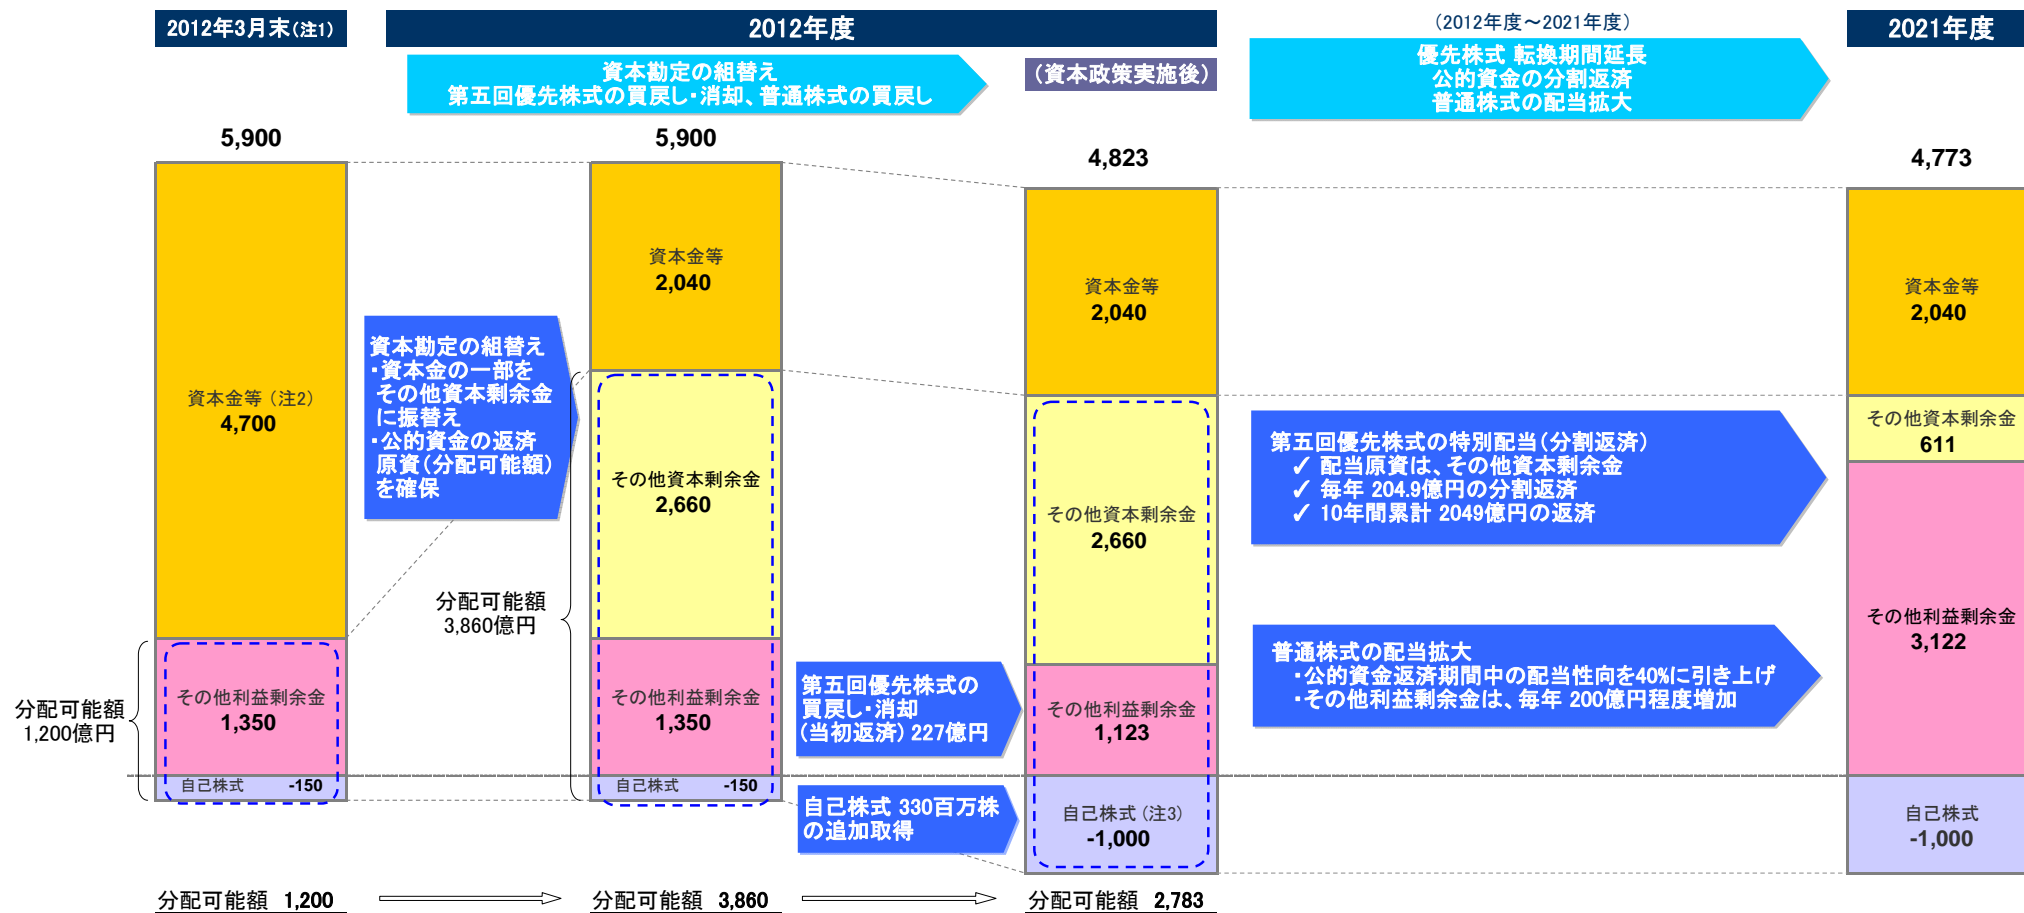 2012年3月末(注1)
2012年度
(2012年度～2021年度)
2021年度
資本勘定の組替え
第五回優先株式の買戻し・消却、普通株式の買戻し
(資本政策実施後)
優先株式 転換期間延長
公的資金の分割返済
普通株式の配当拡大
5,900
5,900
4,823
4,773
資本金等(注2)
4,700
その他利益剰余金
1,350
自己株式 -150
分配可能額
1,200億円
資本勘定の組替え
・資本金の一部を
その他資本剰余金
に振替え
・公的資金の返済
原資(分配可能額)
を確保
資本金等
2,040
その他資本剰余金
2,660
その他利益剰余金
1,350
自己株式 -150
分配可能額
3,860億円
第五回優先株式の
買戻し・消却
(当初返済) 227億円
自己株式 330百万株
の追加取得
資本金等
2,040
その他資本剰余金
2,660
その他利益剰余金
1,123
自己株式(注3)
-1,000
第五回優先株式の特別配当(分割返済)
✓ 配当原資は、その他資本剰余金
✓ 毎年 204.9億円の分割返済
✓ 10年間累計 2049億円の返済
普通株式の配当拡大
・公的資金返済期間中の配当性向を40%に引き上げ
・その他利益剰余金は、毎年 200億円程度増加
資本金等
2,040
その他資本剰余金
611
その他利益剰余金
3,122
自己株式
-1,000
分配可能額 1,200
分配可能額 3,860
分配可能額 2,783